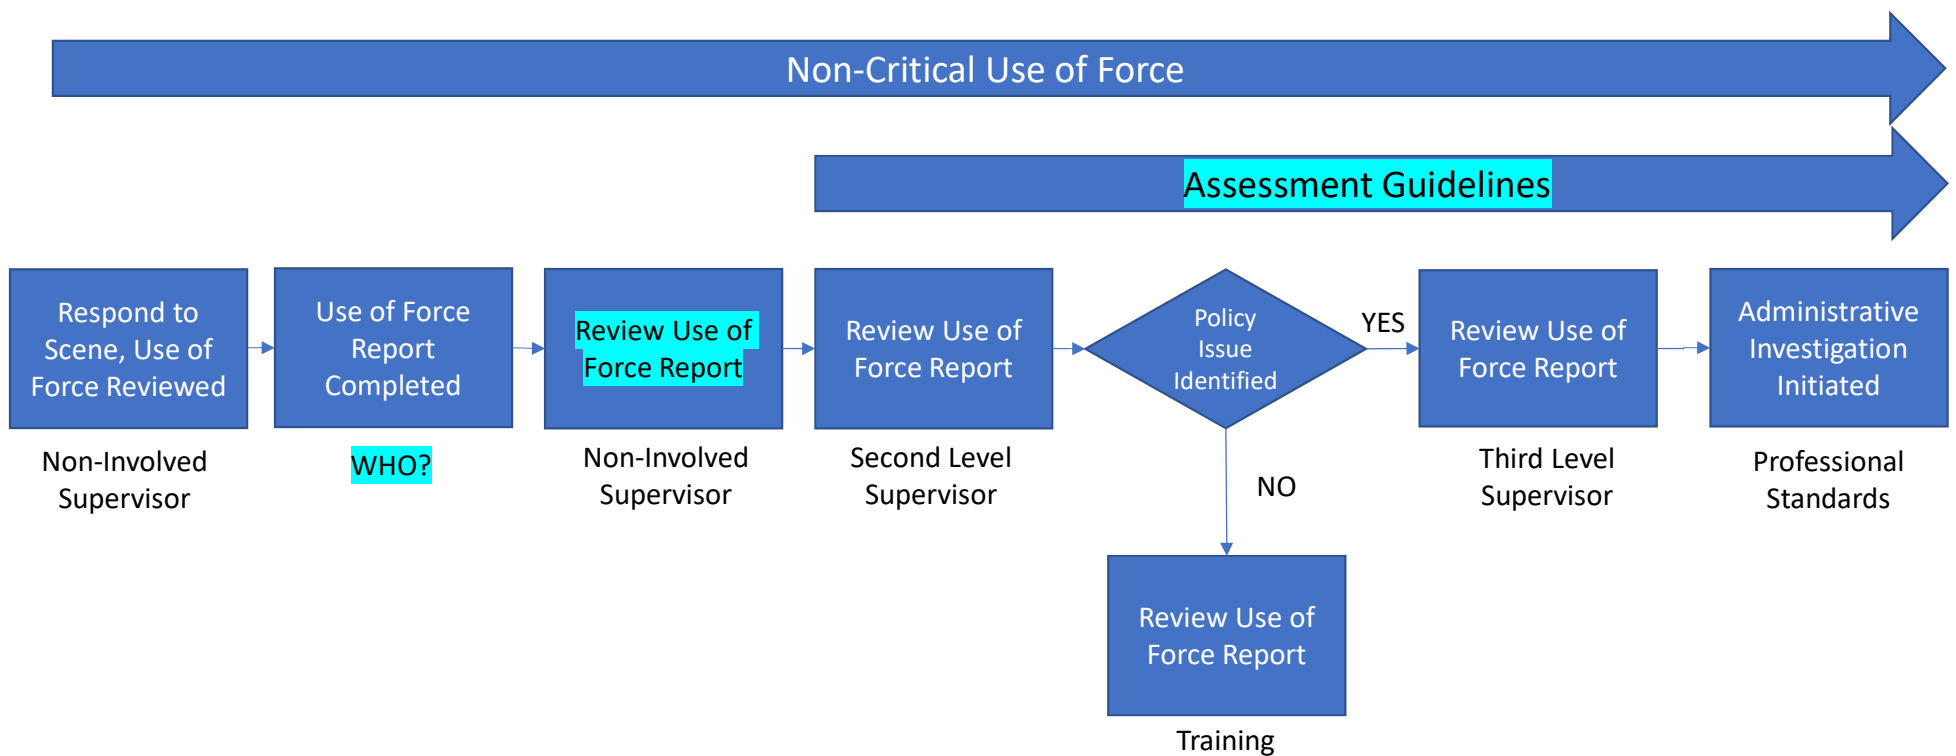 Non-Critical Use of Force
Assessment Guidelines
Respond to
Scene, Use of
Force Reviewed
Non-Involved
Supervisor
Use of Force
Report
Completed
WHO?
Review Use of
Force Report
Non-Involved
Supervisor
Review Use of
Force Report
Second Level
Supervisor
Policy
Issue
Identified
YES
NO
Review Use of
Force Report
Third Level
Supervisor
Administrative
Investigation
Initiated
Professional
Standards
Review Use of
Force Report
Training